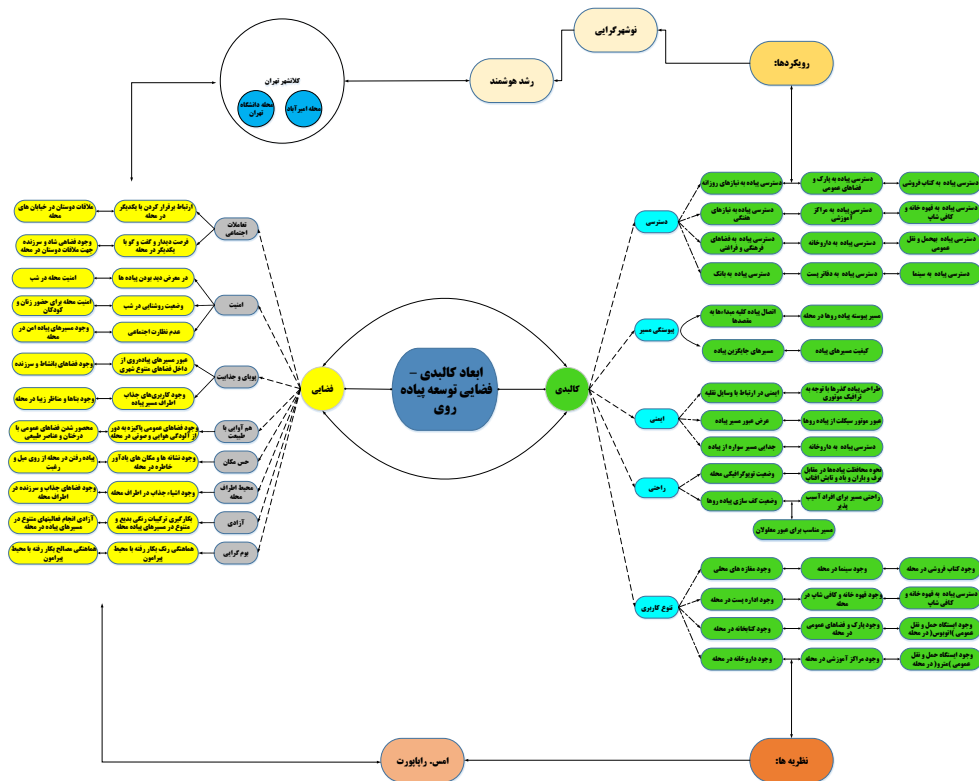 نوشهرگرایی
رویکردها:
رشد هوشمند
کلانشهر تهران
محله امیرآباد
محله دانشگاه
تهران
دسترسی پیاده به کتاب فروشی
دسترسی پیاده به پارک و
فضاهای عمومی
دسترسی پیاده به نیازهای روزانه
دسترسی پیاده به قهوه خانه و
کافی شاپ
دسترسی پیاده به مراکز
آموزشی
دسترسی پیاده به نیازهای
هفتگی
دسترسی پیاده بهحمل و نقل
عمومی
دسترسی پیاده به داروخانه
دسترسی پیاده به فضاهای
فرهنگی و فراغتی
دسترسی پیاده به سینما
دسترسی پیاده به دفاتر پست
دسترسی پیاده به بانک
دسترسی
مسیر پیوسته پیاده روها در محله
اتصال پیاده کلیه مبداءها به
مقصدها
کیفیت مسیرهای پیاده
مسیرهای جایگزین پیاده
پیوستگی مسیر
طراحی پیاده گذرها با توجه به
ترافیک موتوری
ایمنی در ارتباط با وسایل نقلیه
عبور موتور سیکلت از پیاده روها
عرض عبور مسیر پیاده
دسترسی پیاده به داروخانه
جدایی مسیر سواره از پیاده
ایمنی
نحوه محافظت پیاده‌ها در مقابل
برف و باران و باد و تابش آفتاب
وضعیت توپوگرافیکی محله
راحتی مسیر برای افراد آسیب
پذیر
وضعیت کف سازی پیاده روها
مسیر مناسب برای عبور معلولان
راحتی
وجود کتاب فروشی در محله
وجود سینما در محله
وجود مغازه های محلی
دسترسی پیاده به قهوه خانه و
کافی شاپ
وجود قهوه خانه و کافی شاپ در
محله
وجود اداره پست در محله
وجود ایستگاه حمل و نقل
عمومی )اتوبوس( در محله
وجود پارک و فضاهای عمومی
در محله
وجود کتابخانه در محله
وجود ایستگاه حمل و نقل
عمومی )مترو( در محله
وجود مراکز آموزشی در محله
وجود داروخانه در محله
تنوع کاربری
کالبدی
ابعاد کالبدی –
فضایی توسعه پیاده
روی
فضایی
تعاملات
اجتماعی
ارتباط برقرار کردن با یکدیگر
در محله
ملاقات دوستان در خیابان های
محله
فرصت دیدار و گفت و گو با
یکدیگر در محله
وجود فضاهی شاد و سرزنده
جهت ملاقات دوستان در محله
امنیت
در معرض دید بودن پیاده ها
امنیت محله در شب
وضعیت روشنایی در شب
امنیت محله برای حضور زنان و
کودکان
عدم نظارت اجتماعی
وجود مسیرهای پیاده امن در
محله
پویای و جذابیت
عبور مسیرهای پیاده‌روی از
داخل فضاهای متنوع شهری
وجود فضاهای بانشاط و سرزنده
وجود کاربری‌های جذاب
اطراف مسیر پیاده
وجود بناها و مناظر زیبا در محله
هم آوایی با
طبیعت
وجود فضاهای عمومی پاکیزه به دور
از آلودگی هوایی و صوتی در محله
محصور شدن فضاهای عمومی با
درختان و عناصر طبیعی
حس مکان
وجود نشانه ها و مکان های یادآور
خاطره در محله
پیاده رفتن در محله از روی میل و
رغبت
محیط اطراف
محله
وجود اشیاء جذاب در اطراف محله
وجود فضاهای جذاب و سرزنده در
اطراف محله
آزادی
بکارگیری ترکیبات رنگی بدیع و
متنوع در مسیرهای پیاده محله
آزادی انجام فعالیتهای متنوع در
مسیرهای پیاده در محله
بوم گرایی
هماهنگی رنگ بکار رفته با محیط
پیرامون
هماهنگی مصالح بکار رفته با محیط
پیرامون
نظریه ها:
امس. راپاپورت